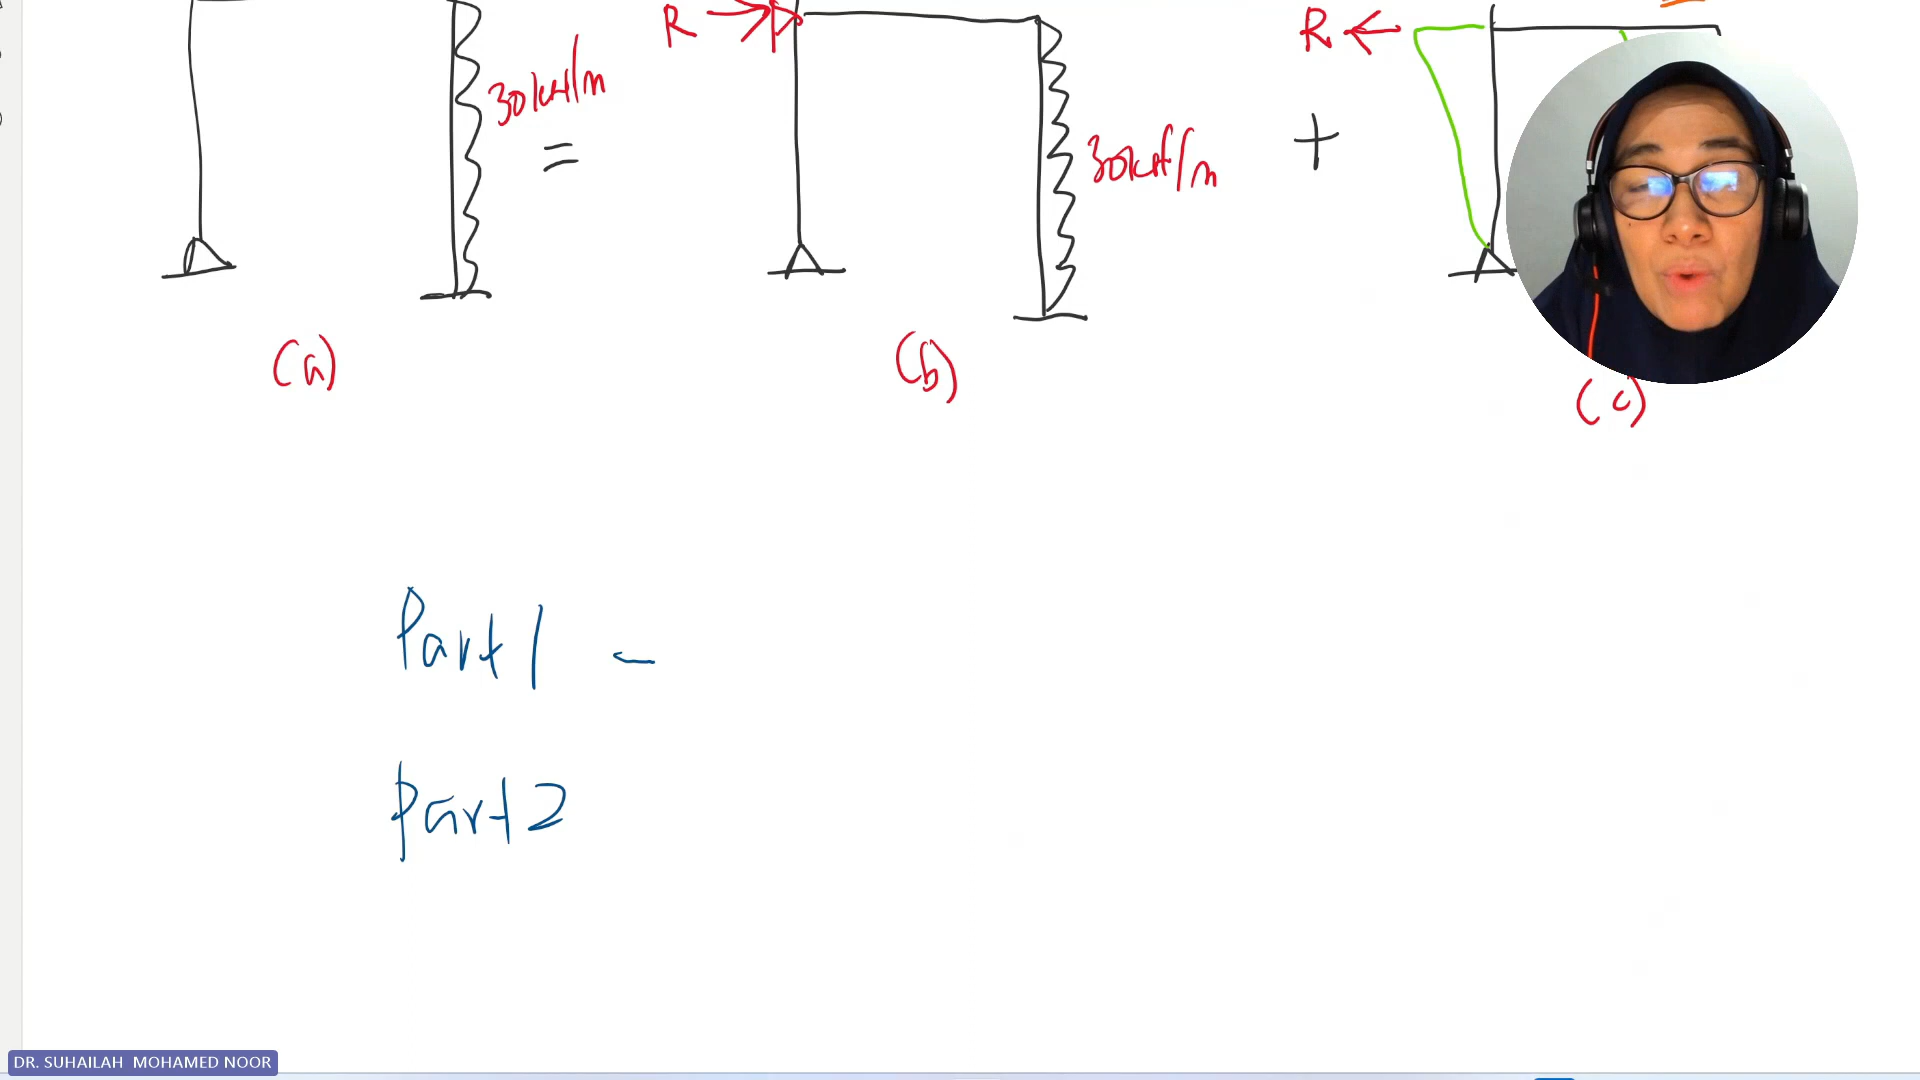 R → R ←
30kN/m
= 30kN/m +
(a) (b) (c)
Part 1 -
Part 2
DR. SUHAILAH MOHAMED NOOR